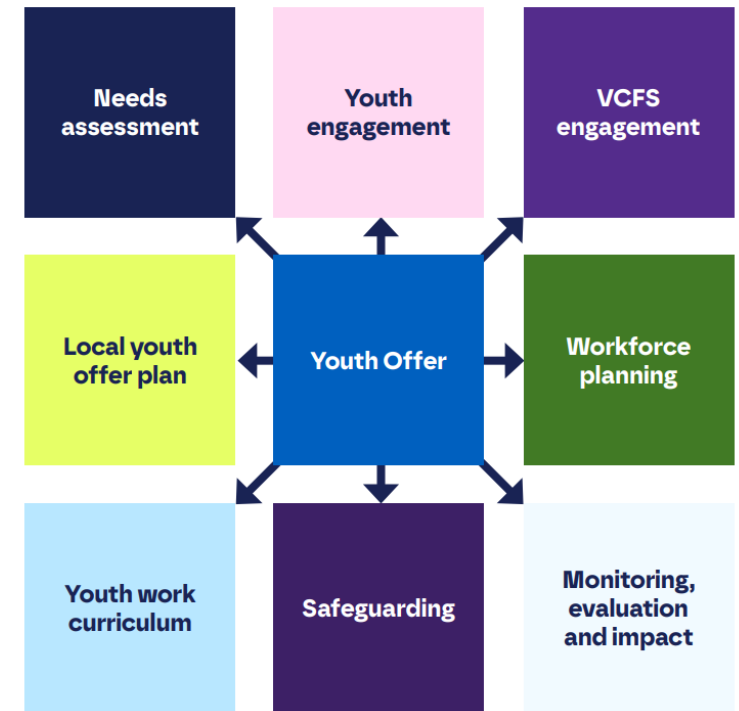 Needs
assessment
Youth
engagement
VCFS
engagement
Local youth
offer plan
Youth Offer
Workforce
planning
Youth work
curriculum
Safeguarding
Monitoring,
evaluation
and impact